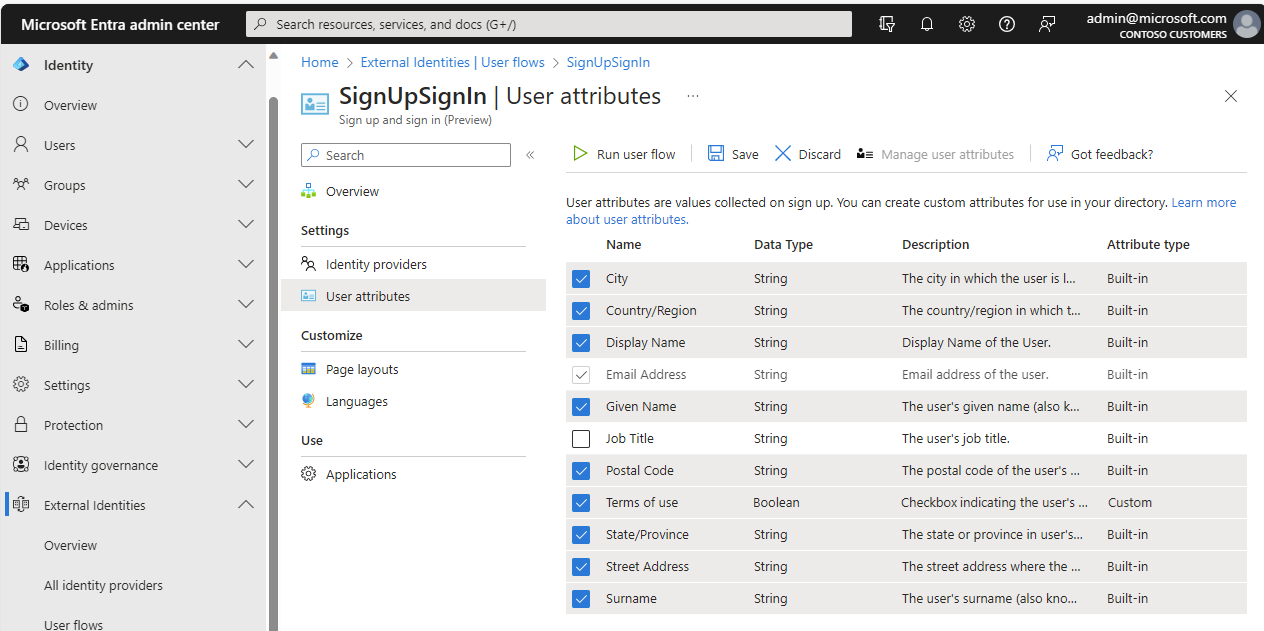 Microsoft Entra admin center
Search resources, services, and docs (G+/)
admin@microsoft.com
CONTOSO CUSTOMERS
Identity
Overview
Users
Groups
Devices
Applications
Roles & admins
Billing
Settings
Protection
Identity governance
External Identities
Overview
All identity providers
User flows
Home > External Identities | User flows > SignUpSignIn
SignUpSignIn | User attributes ...
Sign up and sign in (Preview)
Search «
Overview
Settings
Identity providers
User attributes
Customize
Page layouts
Languages
Use
Applications
Run user flow Save Discard Manage user attributes Got feedback?
User attributes are values collected on sign up. You can create custom attributes for use in your directory. Learn more
about user attributes.
Name Data Type Description Attribute type
City String The city in which the user is l... Built-in
Country/Region String The country/region in which t... Built-in
Display Name String Display Name of the User. Built-in
Email Address String Email address of the user. Built-in
Given Name String The user's given name (also k... Built-in
Job Title String The user's job title. Built-in
Postal Code String The postal code of the user's ... Built-in
Terms of use Boolean Checkbox indicating the user's ... Custom
State/Province String The state or province in user's... Built-in
Street Address String The street address where the ... Built-in
Surname String The user's surname (also kno... Built-in